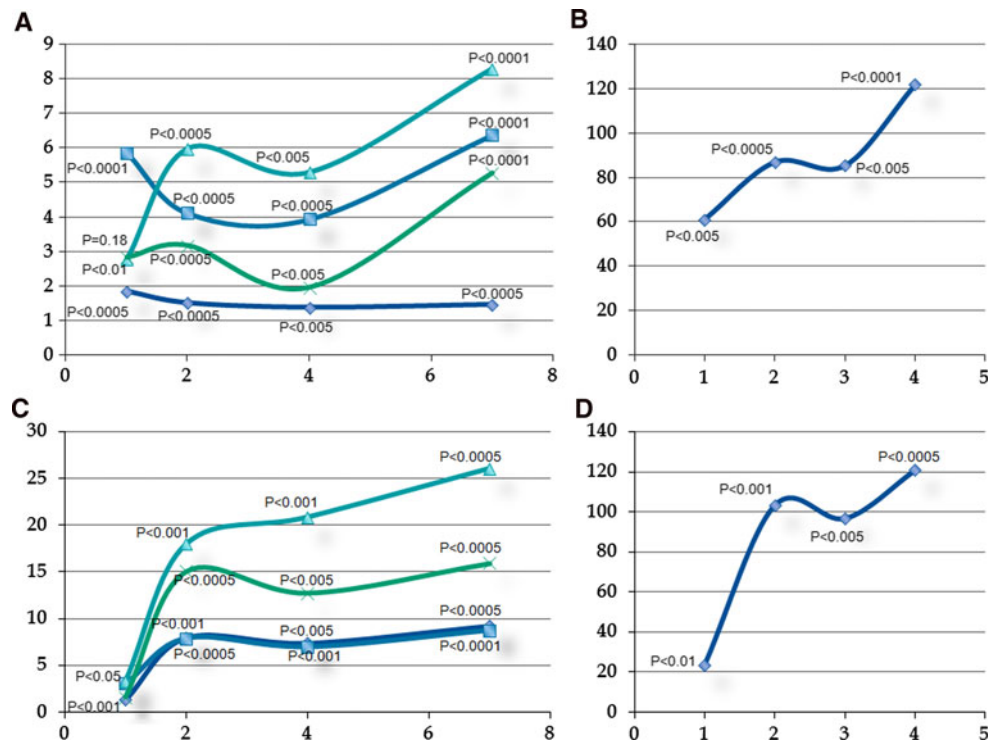 A
9
8
7
6
5
4
3
2
1
0
0 2 4 6 8
P<0.0001
P<0.0005
P<0.005
P<0.0001
P<0.0001
P<0.0001
P<0.0005
P<0.0005
P=0.18
P<0.01
P<0.0005
P<0.005
P<0.0005
P<0.0005
P<0.005
P<0.0005
B
140
120
100
80
60
40
20
0
0 1 2 3 4 5
P<0.0001
P<0.0005
P<0.005
P<0.005
C
30
25
20
15
10
5
0
0 2 4 6 8
P<0.0005
P<0.001
P<0.001
P<0.0005
P<0.005
P<0.0005
P<0.001
P<0.005
P<0.0005
P<0.0005
P<0.001
P<0.0001
P<0.05
P<0.001
D
140
120
100
80
60
40
20
0
0 1 2 3 4 5
P<0.0005
P<0.001
P<0.005
P<0.01